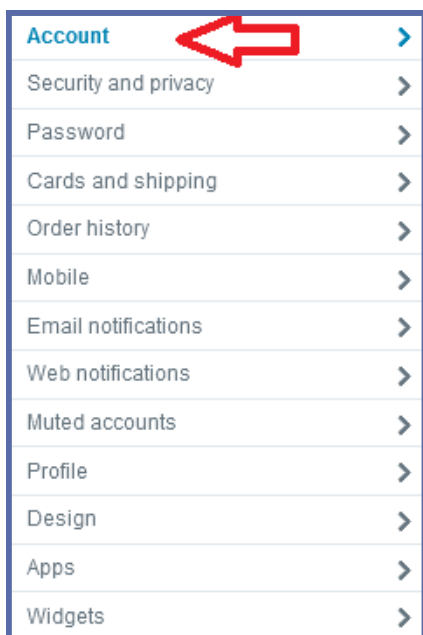 Account
Security and privacy
Password
Cards and shipping
Order history
Mobile
Email notifications
Web notifications
Muted accounts
Profile
Design
Apps
Widgets